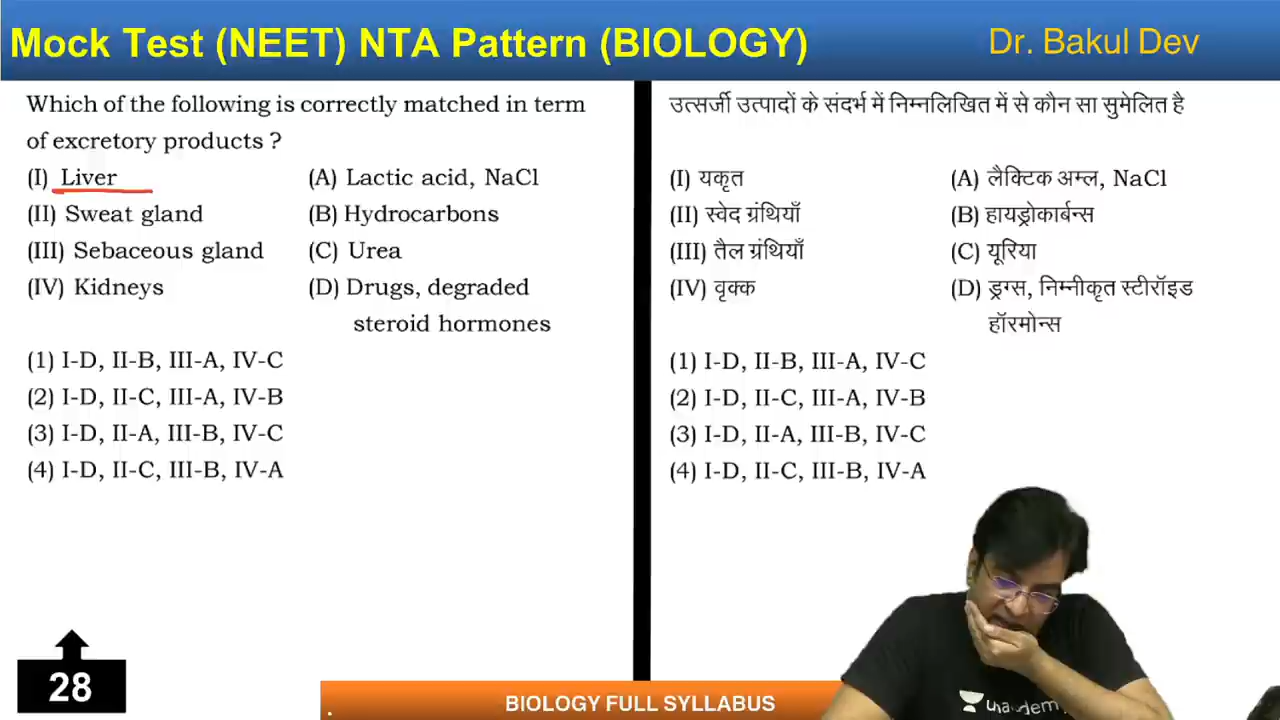 Mock Test (NEET) NTA Pattern (BIOLOGY)
Dr. Bakul Dev
Which of the following is correctly matched in term
of excretory products ?
(I) Liver (A) Lactic acid, NaCl
(II) Sweat gland (B) Hydrocarbons
(III) Sebaceous gland (C) Urea
(IV) Kidneys (D) Drugs, degraded
steroid hormones
(1) I-D, II-B, III-A, IV-C
(2) I-D, II-C, III-A, IV-B
(3) I-D, II-A, III-B, IV-C
(4) I-D, II-C, III-B, IV-A
उत्सर्जी उत्पादों के संदर्भ में निम्नलिखित में से कौन सा सुमेलित है
(I) यकृत (A) लैक्टिक अम्ल, NaCl
(II) स्वेद ग्रंथियाँ (B) हायड्रोकार्बन्स
(III) तैल ग्रंथियाँ (C) यूरिया
(IV) वृक्क (D) ड्रग्स, निम्नीकृत स्टीरॉइड
हॉरमोन्स
(1) I-D, II-B, III-A, IV-C
(2) I-D, II-C, III-A, IV-B
(3) I-D, II-A, III-B, IV-C
(4) I-D, II-C, III-B, IV-A
28
BIOLOGY FULL SYLLABUS